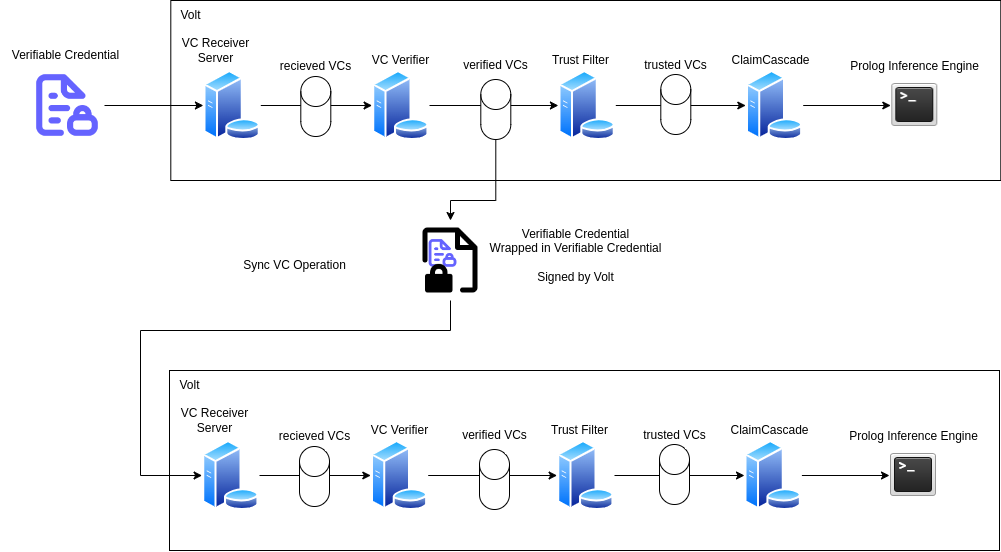 Volt
Verifiable Credential
VC Receiver
Server
recieved VCs
VC Verifier
verified VCs
Trust Filter
trusted VCs
ClaimCascade
Prolog Inference Engine
>_
Sync VC Operation
Verifiable Credential
Wrapped in Verifiable Credential
Signed by Volt
Volt
VC Receiver
Server
recieved VCs
VC Verifier
verified VCs
Trust Filter
trusted VCs
ClaimCascade
Prolog Inference Engine
>_